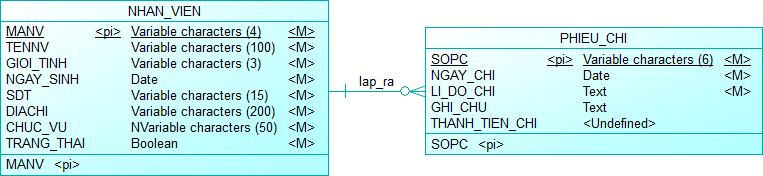 NHAN_VIEN
MANV <pi> Variable characters (4) <M>
TENNV Variable characters (100) <M>
GIOI_TINH Variable characters (3) <M>
NGAY_SINH Date <M>
SDT Variable characters (15) <M>
DIACHI Variable characters (200) <M>
CHUC_VU NVariable characters (50) <M>
TRANG_THAI Boolean <M>
MANV <pi>
lap_ra
PHIEU_CHI
SOPC <pi> Variable characters (6) <M>
NGAY_CHI Date <M>
LI_DO_CHI Text <M>
GHI_CHU Text
THANH_TIEN_CHI <Undefined>
SOPC <pi>